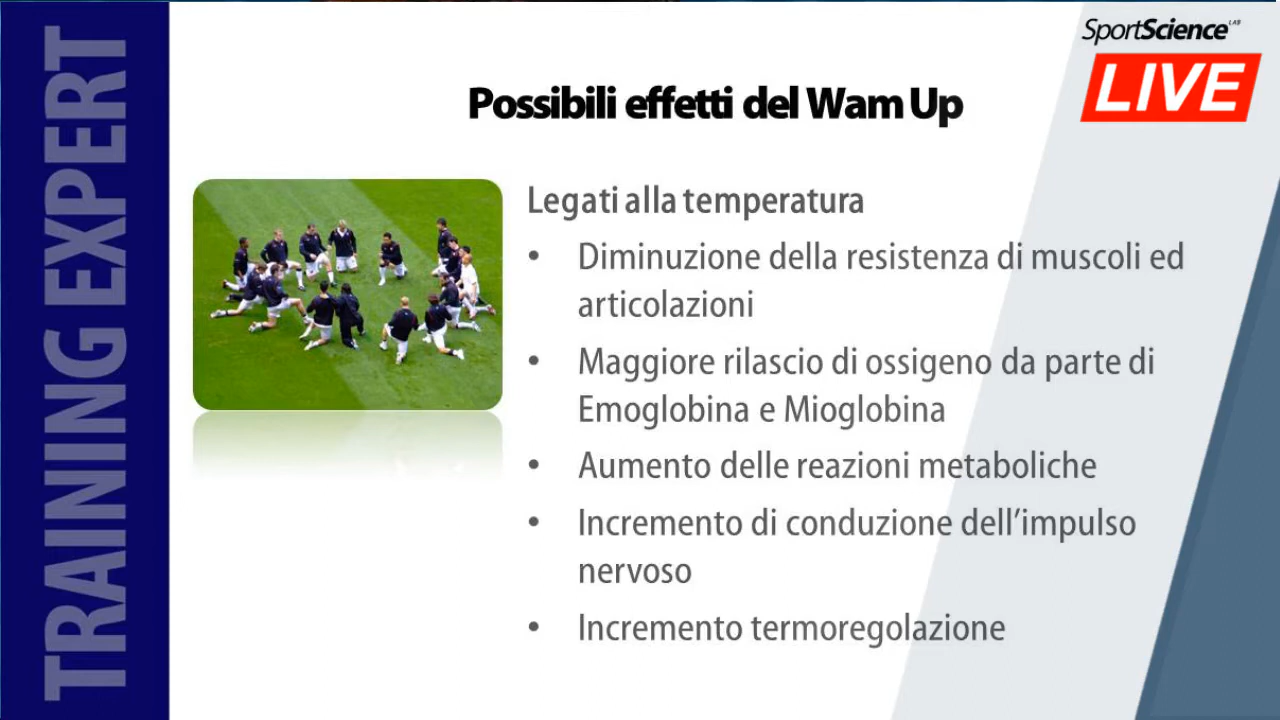 TRAINING EXPERT
SportScience LAB
LIVE
Possibili effetti del Wam Up
Legati alla temperatura
• Diminuzione della resistenza di muscoli ed
articolazioni
• Maggiore rilascio di ossigeno da parte di
Emoglobina e Mioglobina
• Aumento delle reazioni metaboliche
• Incremento di conduzione dell’impulso
nervoso
• Incremento termoregolazione